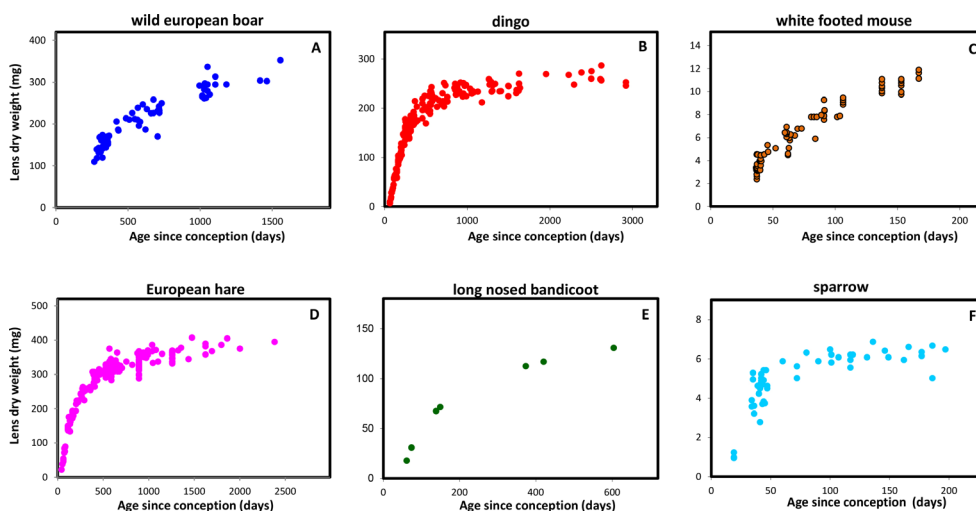 wild european boar
A
Lens dry weight (mg)
400
300
200
100
0
0 500 1000 1500
Age since conception (days)
dingo
B
300
200
100
0
0 500 1000 1500 2000 2500 3000
Age since conception (days)
white footed mouse
C
14
12
10
8
6
4
2
0
0 50 100 150 200
Age since conception (days)
European hare
D
Lens dry weight (mg)
500
400
300
200
100
0
0 500 1000 1500 2000 2500
Age since conception (days)
long nosed bandicoot
E
150
100
50
0
0 200 400 600
Age since conception (days)
sparrow
F
8
6
4
2
0
0 50 100 150 200
Age since conception (days)